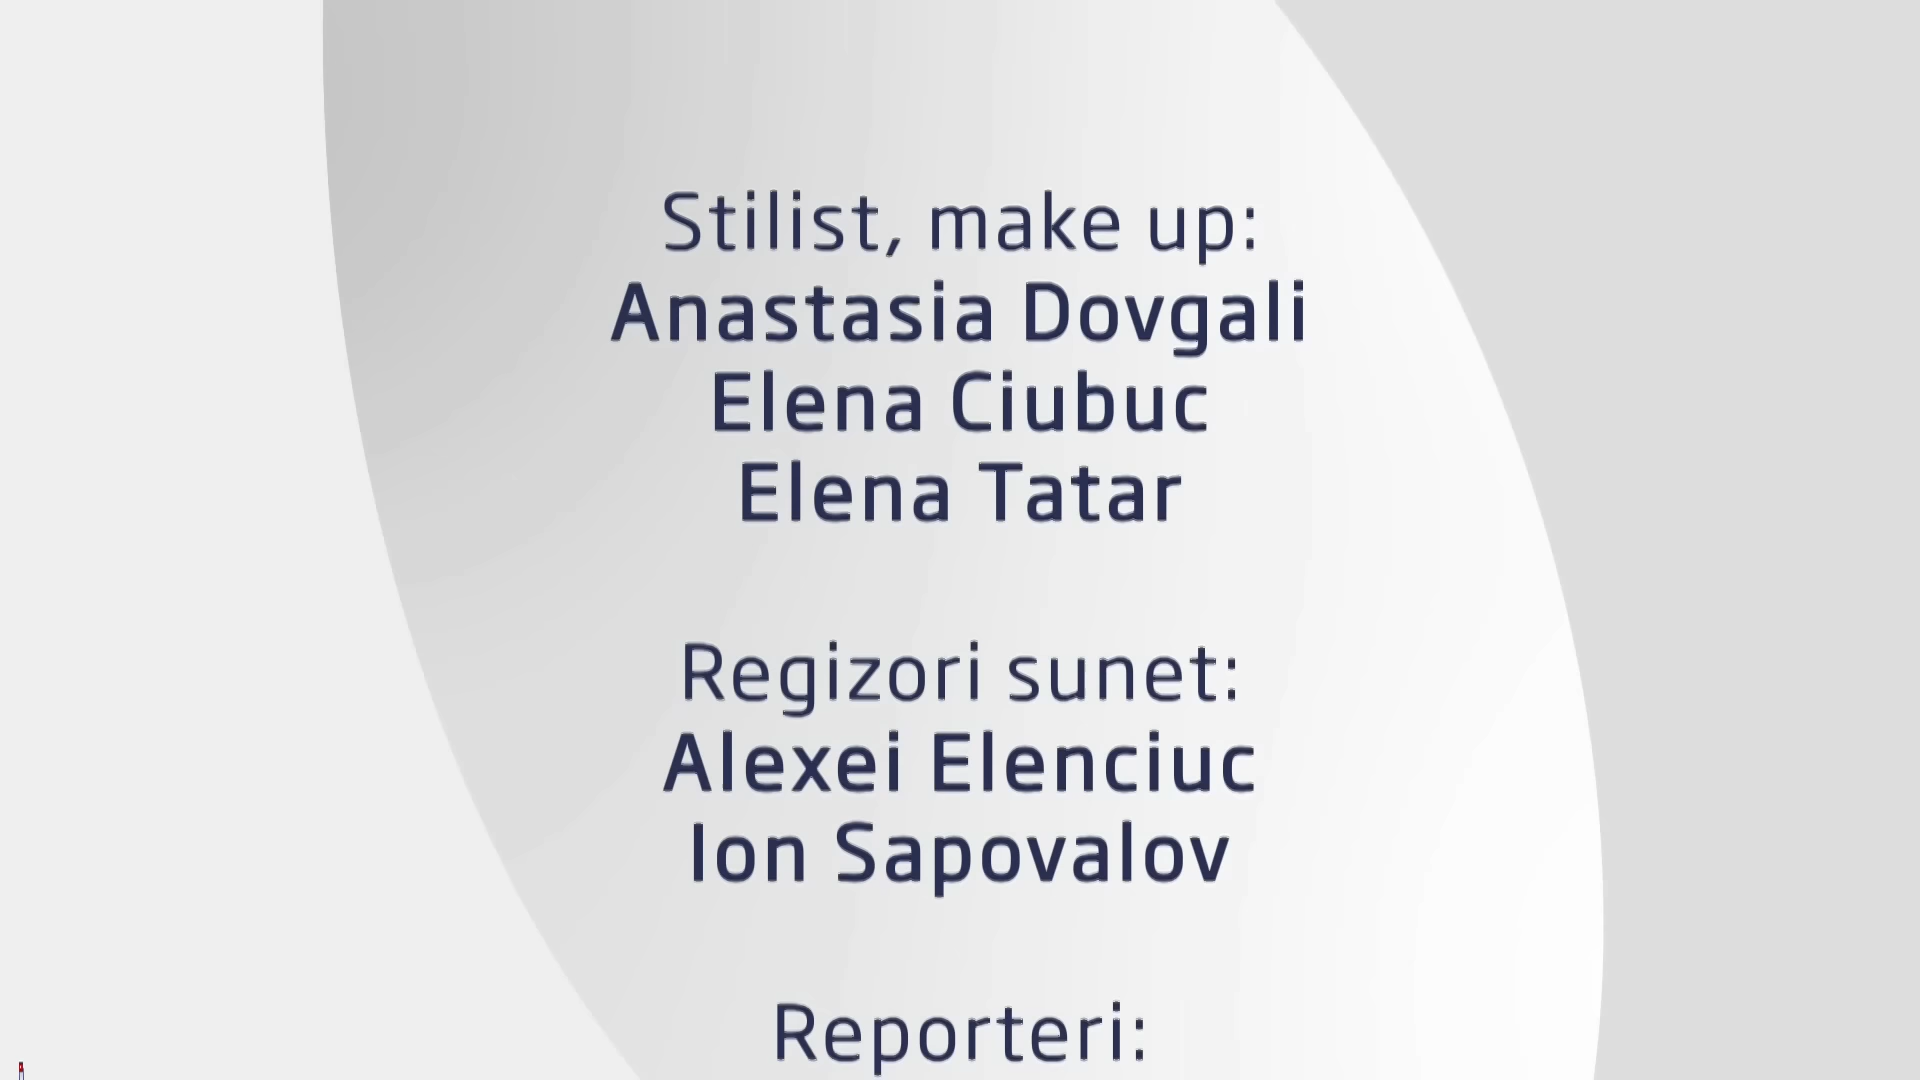 Stilist, make up:
Anastasia Dovgali
Elena Ciubuc
Elena Tatar
Regizori sunet:
Alexei Elenciuc
Ion Sapovalov
Reporteri: